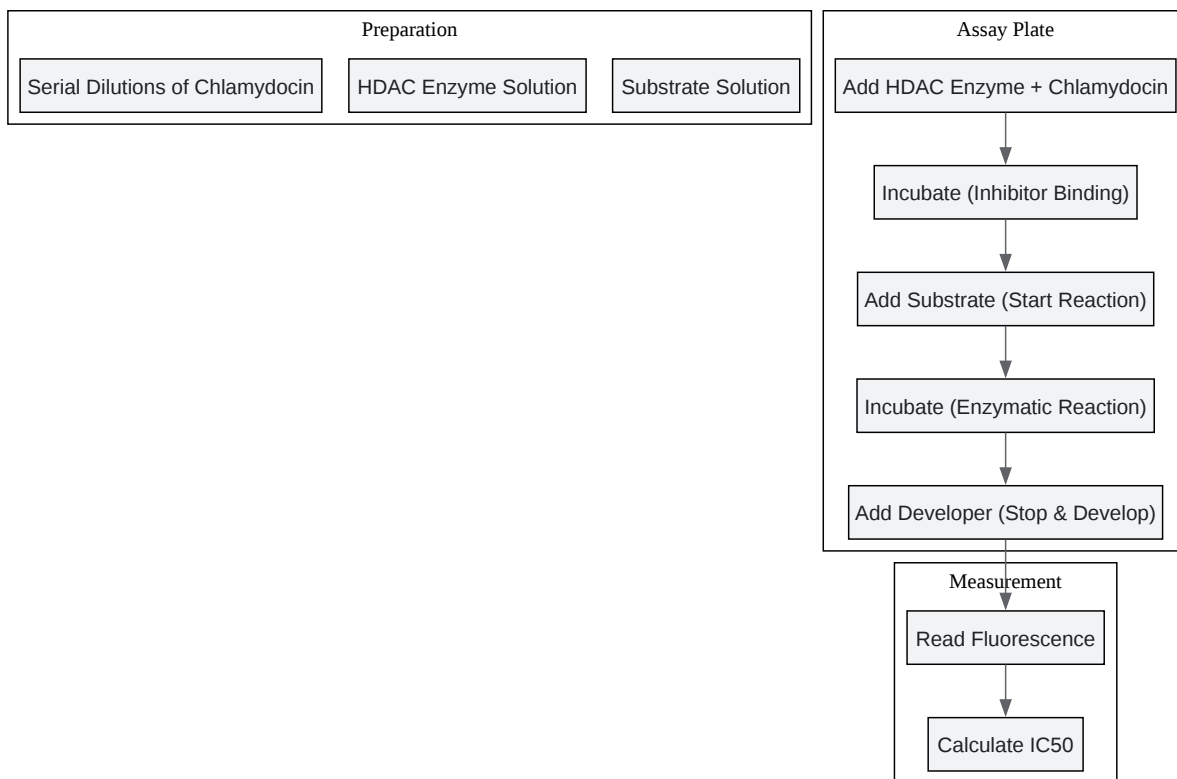 Preparation
Serial Dilutions of Chlamydocin
HDAC Enzyme Solution
Substrate Solution
Assay Plate
Add HDAC Enzyme + Chlamydocin
Incubate (Inhibitor Binding)
Add Substrate (Start Reaction)
Incubate (Enzymatic Reaction)
Add Developer (Stop & Develop)
Measurement
Read Fluorescence
Calculate IC50